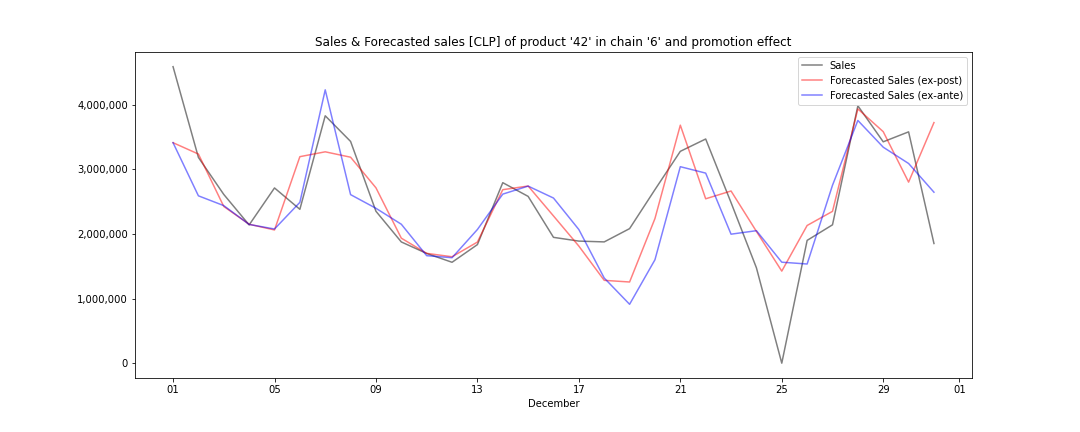 Sales & Forecasted sales [CLP] of product '42' in chain '6' and promotion effect
Sales
Forecasted Sales (ex-post)
Forecasted Sales (ex-ante)
4,000,000
3,000,000
2,000,000
1,000,000
0
01 05 09 13 17 21 25 29 01
December